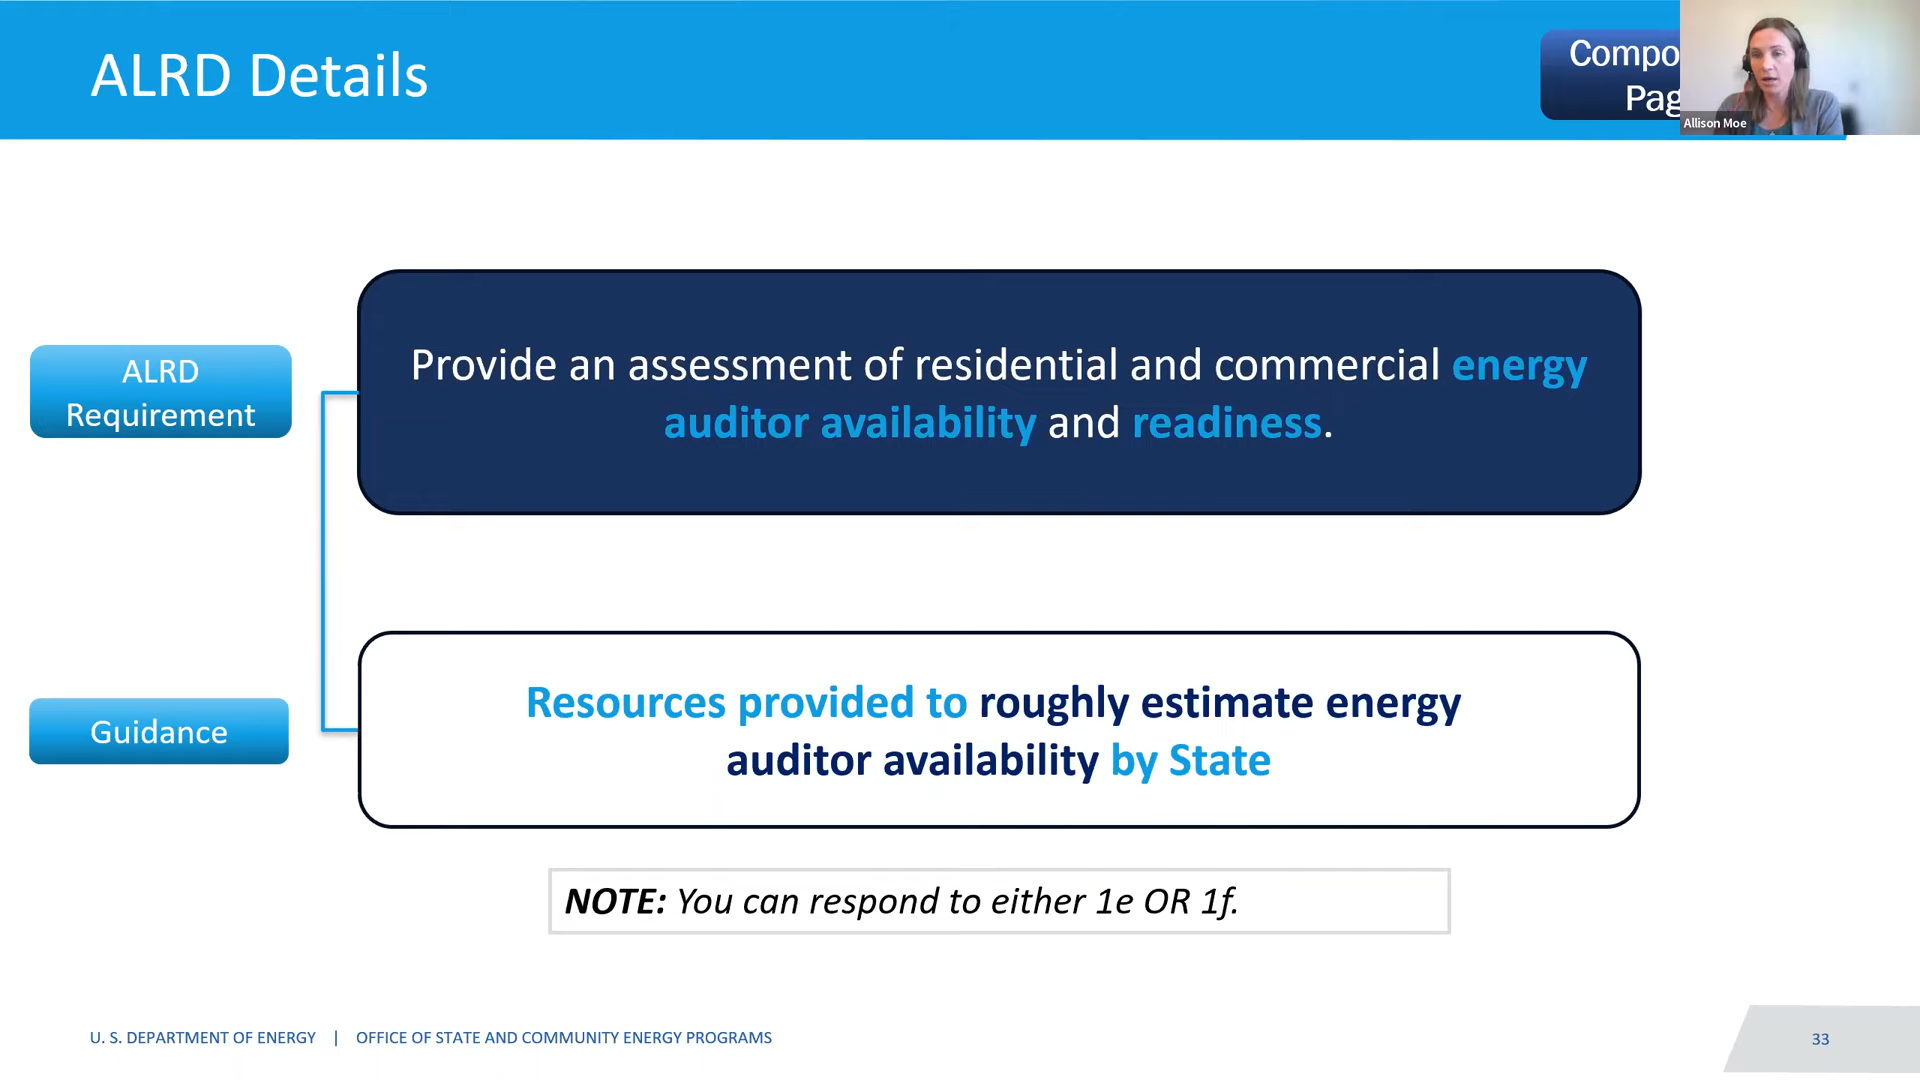 ALRD Details
Allison Moe
ALRD
Requirement
Provide an assessment of residential and commercial energy
auditor availability and readiness.
Guidance
Resources provided to roughly estimate energy
auditor availability by State
NOTE: You can respond to either 1e OR 1f.
U. S. DEPARTMENT OF ENERGY | OFFICE OF STATE AND COMMUNITY ENERGY PROGRAMS
33